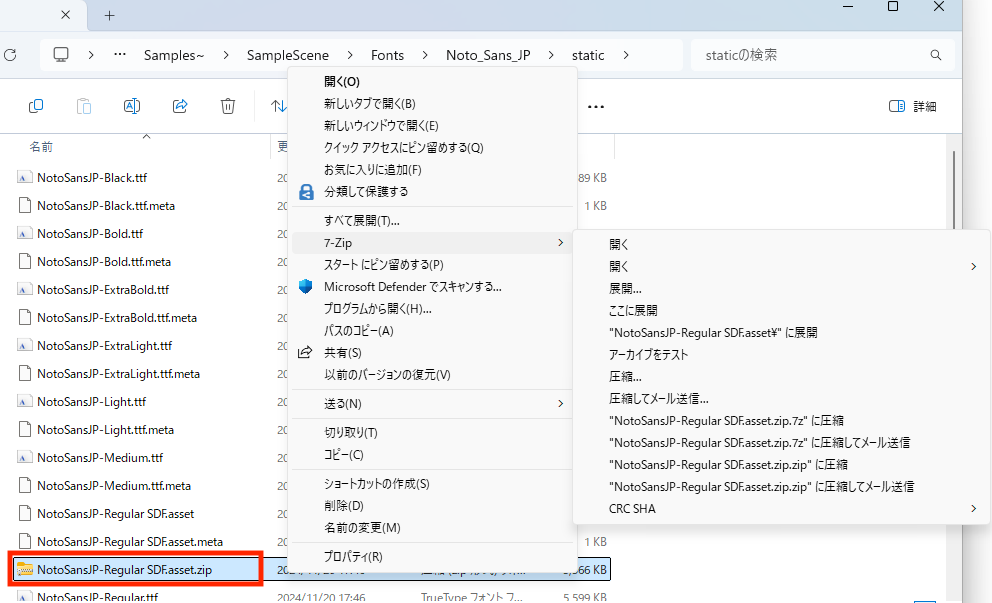 Samples~ SampleScene Fonts Noto_Sans_JP static staticの検索
詳細
名前
更
NotoSansJP-Black.ttf 20 89 KB
NotoSansJP-Black.ttf.meta 20 1 KB
NotoSansJP-Bold.ttf 20
NotoSansJP-Bold.ttf.meta 20
NotoSansJP-ExtraBold.ttf 20
NotoSansJP-ExtraBold.ttf.meta 20
NotoSansJP-ExtraLight.ttf 20
NotoSansJP-ExtraLight.ttf.meta 20
NotoSansJP-Light.ttf 20
NotoSansJP-Light.ttf.meta 20
NotoSansJP-Medium.ttf 20
NotoSansJP-Medium.ttf.meta 20
NotoSansJP-Regular SDF.asset 20
NotoSansJP-Regular SDF.asset.meta 20 1 KB
NotoSansJP-Regular SDF.asset.zip KB
NotoSansJP-Regular.ttf 2024/11/20 17:46 TrueType フォント フ... 5,599 KB
開く(O)
新しいタブで開く(B)
新しいウィンドウで開く(E)
クイック アクセスにピン留めする(Q)
お気に入りに追加(F)
分類して保護する
すべて展開(T)...
7-Zip
スタート にピン留めする(P)
Microsoft Defender でスキャンする...
プログラムから開く(H)...
パスのコピー(A)
共有(S)
以前のバージョンの復元(V)
送る(N)
切り取り(T)
コピー(C)
ショートカットの作成(S)
削除(D)
名前の変更(M)
プロパティ(R)
開く
開く
展開...
ここに展開
"NotoSansJP-Regular SDF.asset¥" に展開
アーカイブをテスト
圧縮...
圧縮してメール送信...
"NotoSansJP-Regular SDF.asset.zip.7z" に圧縮
"NotoSansJP-Regular SDF.asset.zip.7z" に圧縮してメール送信
"NotoSansJP-Regular SDF.asset.zip.zip" に圧縮
"NotoSansJP-Regular SDF.asset.zip.zip" に圧縮してメール送信
CRC SHA